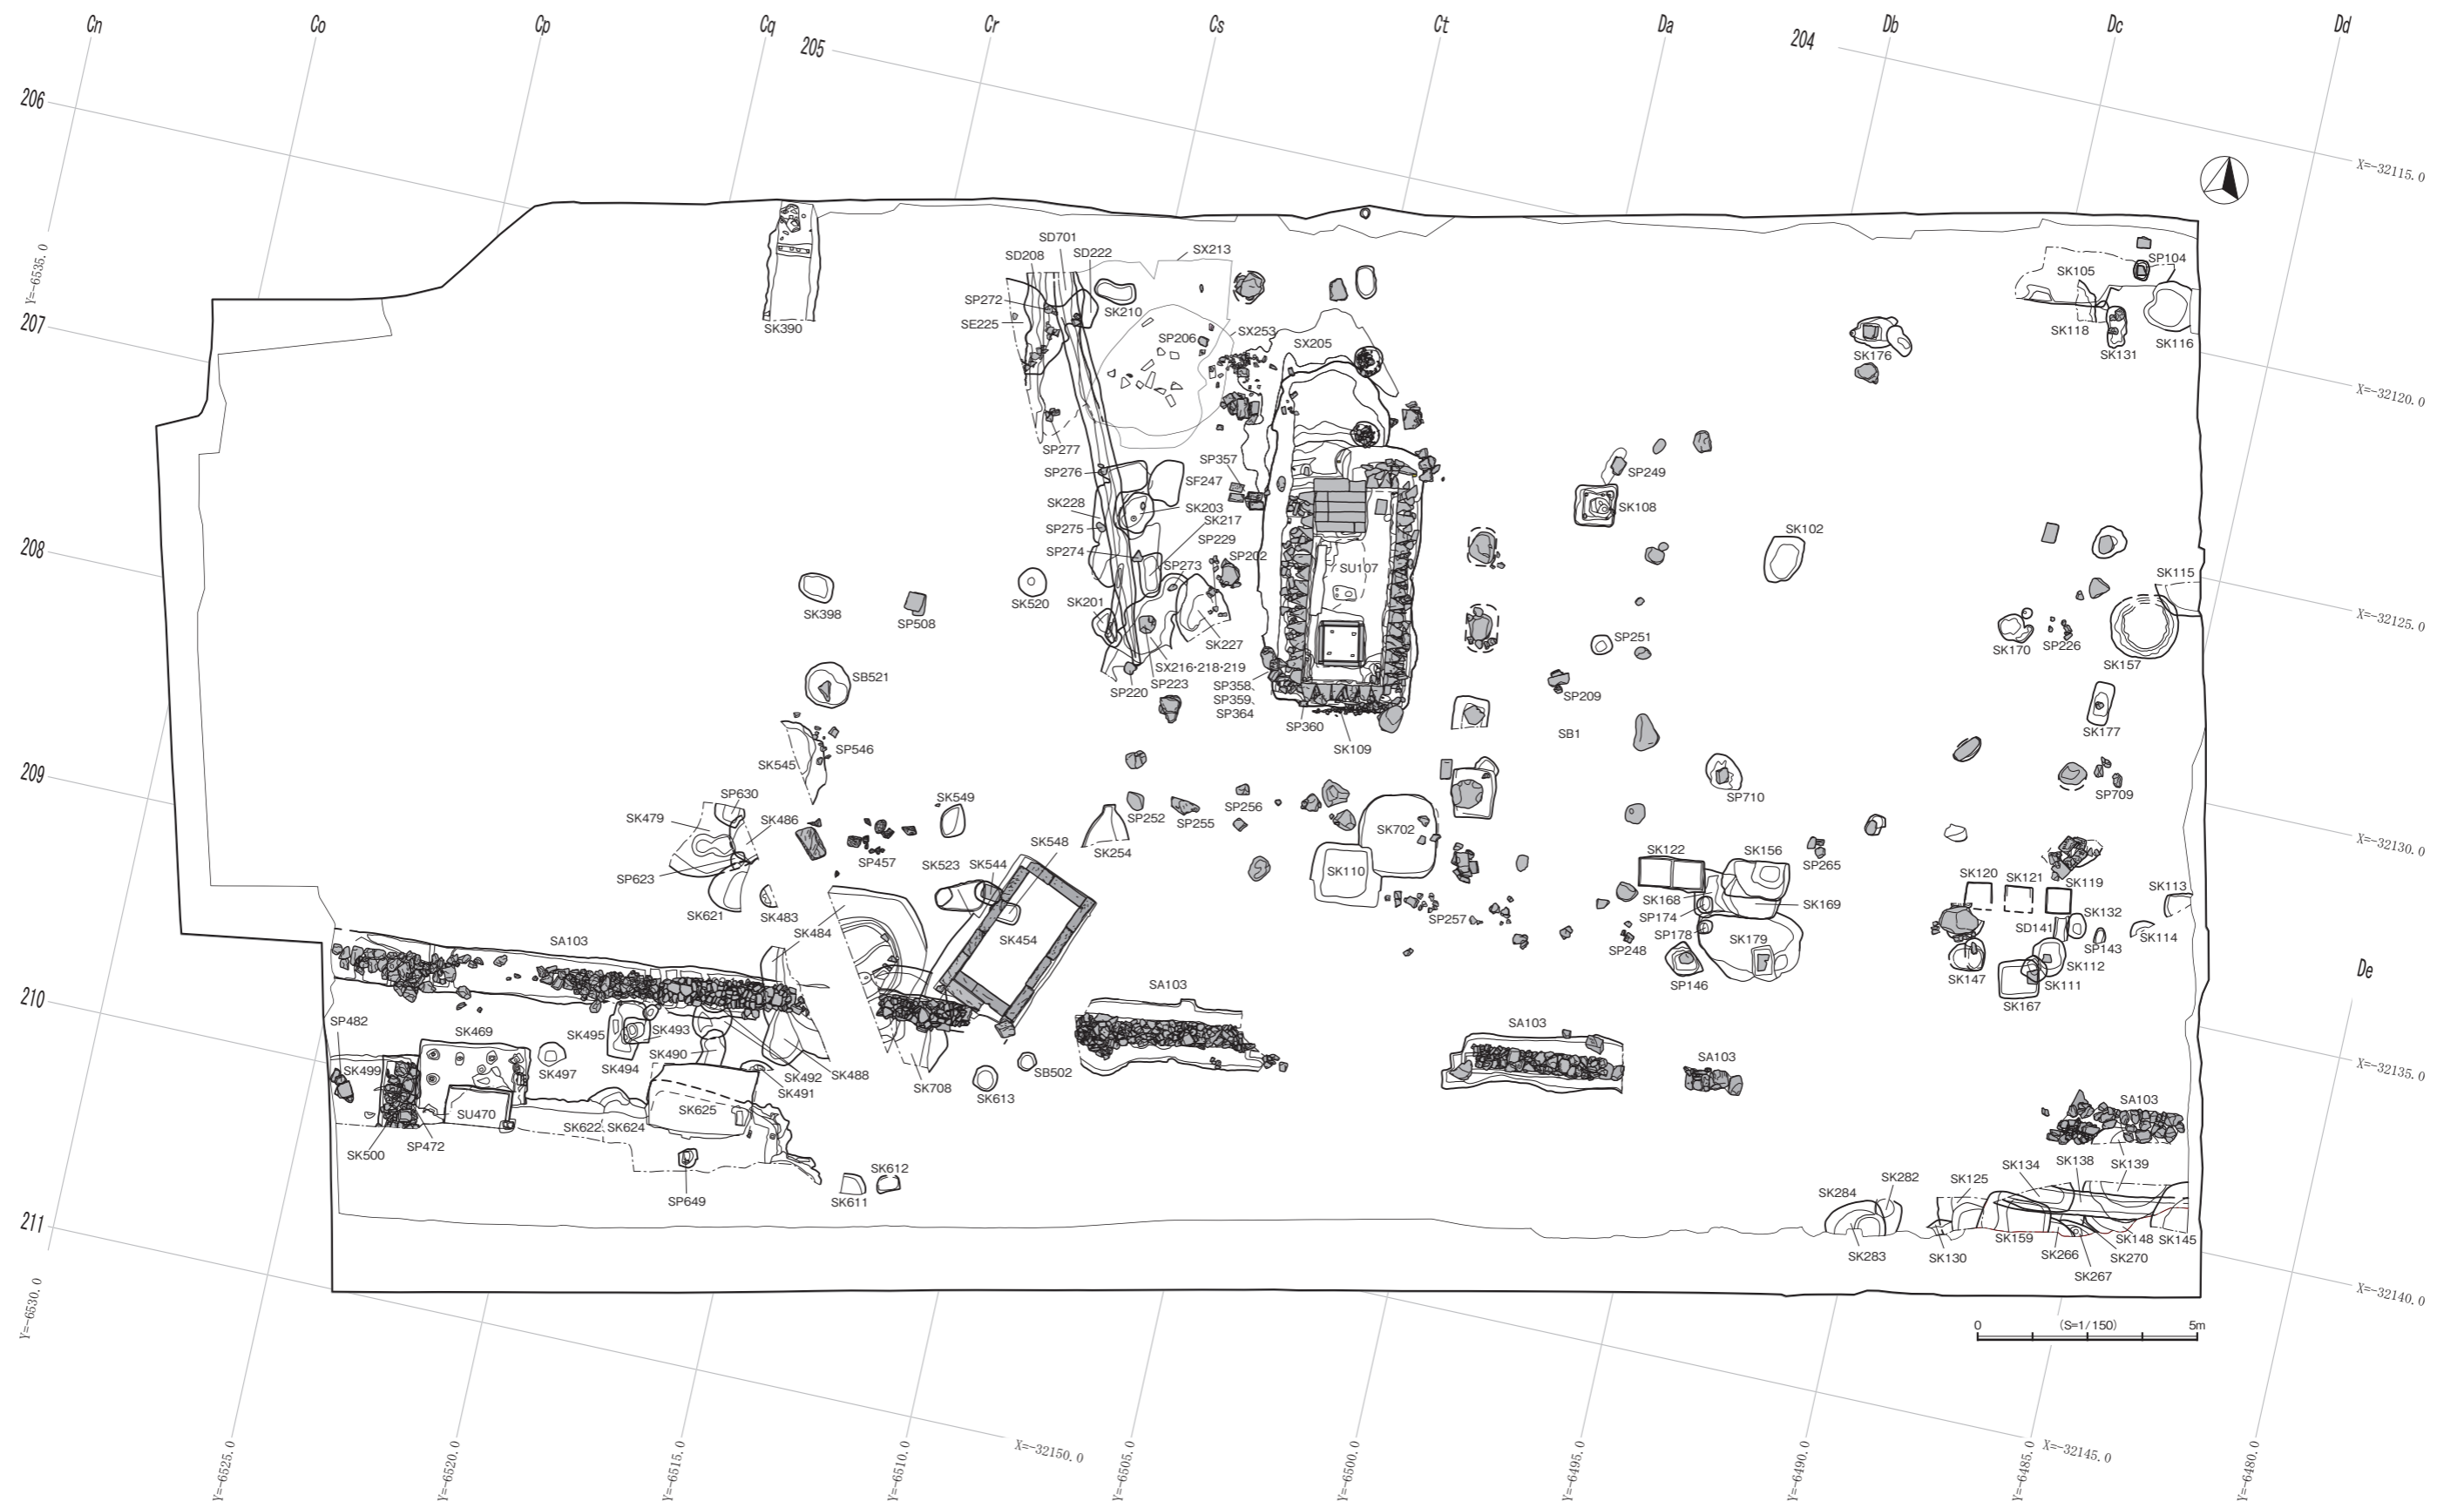 Cn
Co
Cp
Cq
Cr
Cs
Ct
Da
Db
Dc
Dd
205
204
206
X=-32115.0
SD701
SD208
SD222
SX213
SP104
SK105
Y=-6535.0
207
SP272
SE225
SK210
SK390
SP206
SX253
SX205
SK118
SK131
SK116
SK176
X=-32120.0
SP277
SP276
SP357
SF247
SP249
SK228
SK203
SK108
SK217
SP275
SK102
208
SP274
SP229
SP202
SP273
SU107
SK115
SK398
SP508
SK520
SK201
X=-32125.0
SK227
SP251
SK170
SP226
SK157
SX216・218・219
SB521
SP220
SP223
SP358、
SP359、
SP364
SP209
SP360
SK177
SB1
SP546
SK109
SK545
209
SP630
SK549
SP710
SP709
SK479
SK486
SP252
SP255
SP256
SK702
X=-32130.0
SK548
SP457
SK523
SK544
SK254
SK122
SK156
SP265
SP623
SK110
SK120
SK121
SK119
SK113
SK621
SK483
SK168
SK169
SP257
SP174
SK132
SK484
SK454
SP178
SD141
SK114
SA103
SK179
SP248
SP143
SK112
De
SK147
SK111
SP146
SA103
SK167
210
SP482
SK469
SK495
SK493
SA103
SK490
SA103
SK499
SK497
SK494
SK492
SK488
SK708
SB502
X=-32135.0
SK491
SK613
SK625
SU470
SK622、SK624
SA103
SK500
SP472
SK138
SK139
SK134
SK612
SK125
SK282
SP649
SK611
SK284
211
SK283
SK130
SK159
SK266
SK148
SK270
SK145
SK267
X=-32140.0
Y=-6530.0
0
(S=1/150)
5m
Y=-6525.0
Y=-6520.0
Y=-6515.0
Y=-6510.0
X=-32150.0
Y=-6505.0
Y=-6500.0
Y=-6495.0
Y=-6490.0
Y=-6485.0
X=-32145.0
Y=-6480.0